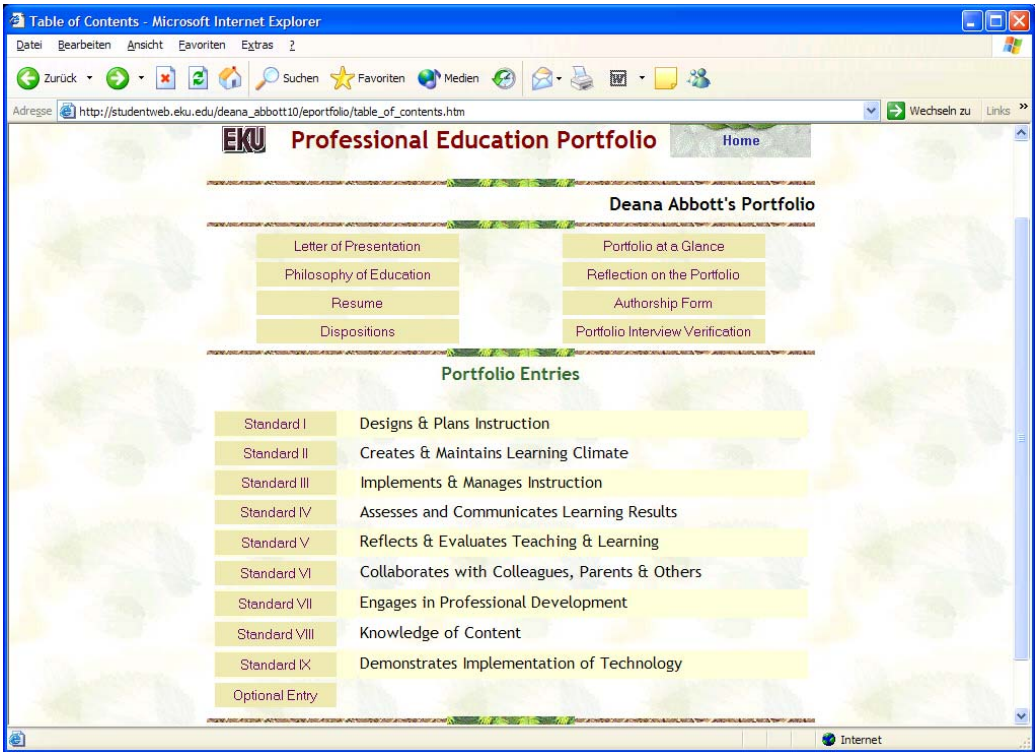 Table of Contents - Microsoft Internet Explorer
Datei Bearbeiten Ansicht Favoriten Extras ?
Zurück Suchen Favoriten Medien
Adresse http://studentweb.eku.edu/deana_abbott10/eportfolio/table_of_contents.htm Wechseln zu Links »
EKU Professional Education Portfolio Home
Deana Abbott's Portfolio
Letter of Presentation Portfolio at a Glance
Philosophy of Education Reflection on the Portfolio
Resume Authorship Form
Dispositions Portfolio Interview Verification
Portfolio Entries
Standard I Designs & Plans Instruction
Standard II Creates & Maintains Learning Climate
Standard III Implements & Manages Instruction
Standard IV Assesses and Communicates Learning Results
Standard V Reflects & Evaluates Teaching & Learning
Standard VI Collaborates with Colleagues, Parents & Others
Standard VII Engages in Professional Development
Standard VIII Knowledge of Content
Standard IX Demonstrates Implementation of Technology
Optional Entry
Internet